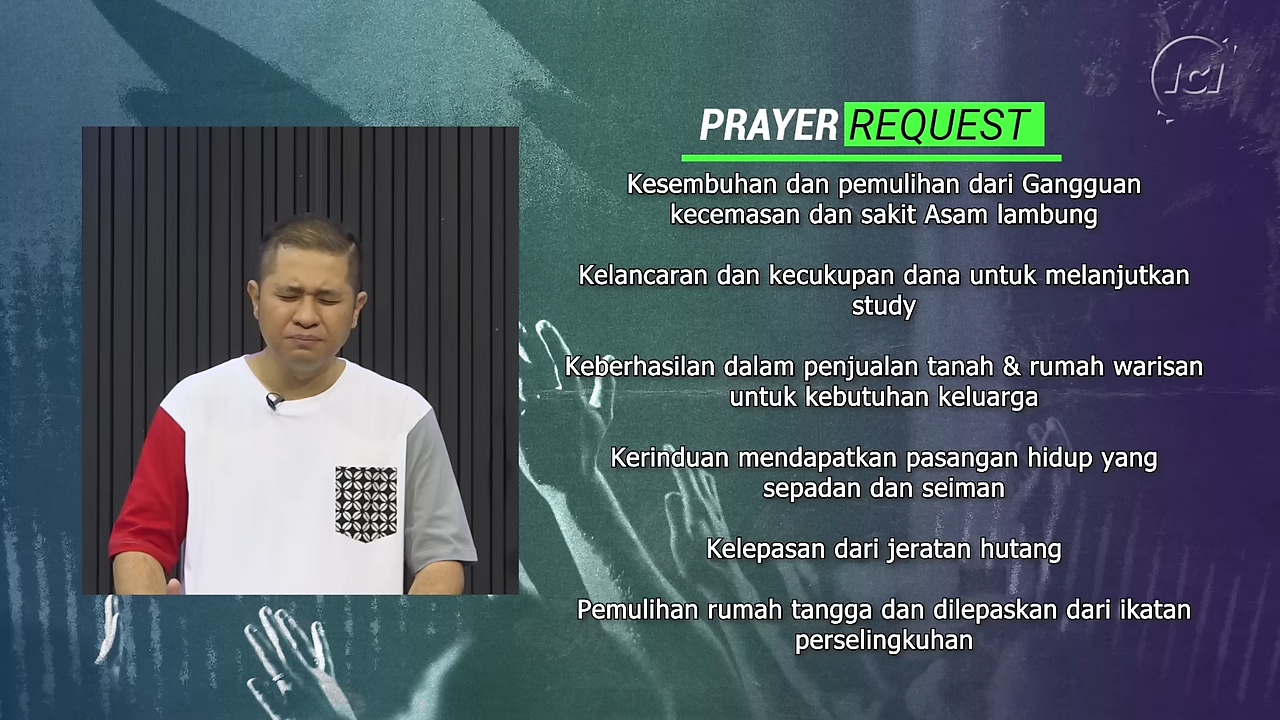 ICI
PRAYER REQUEST
Kesembuhan dan pemulihan dari Gangguan
kecemasan dan sakit Asam lambung
Kelancaran dan kecukupan dana untuk melanjutkan
study
Keberhasilan dalam penjualan tanah & rumah warisan
untuk kebutuhan keluarga
Kerinduan mendapatkan pasangan hidup yang
sepadan dan seiman
Kelepasan dari jeratan hutang
Pemulihan rumah tangga dan dilepaskan dari ikatan
perselingkuhan